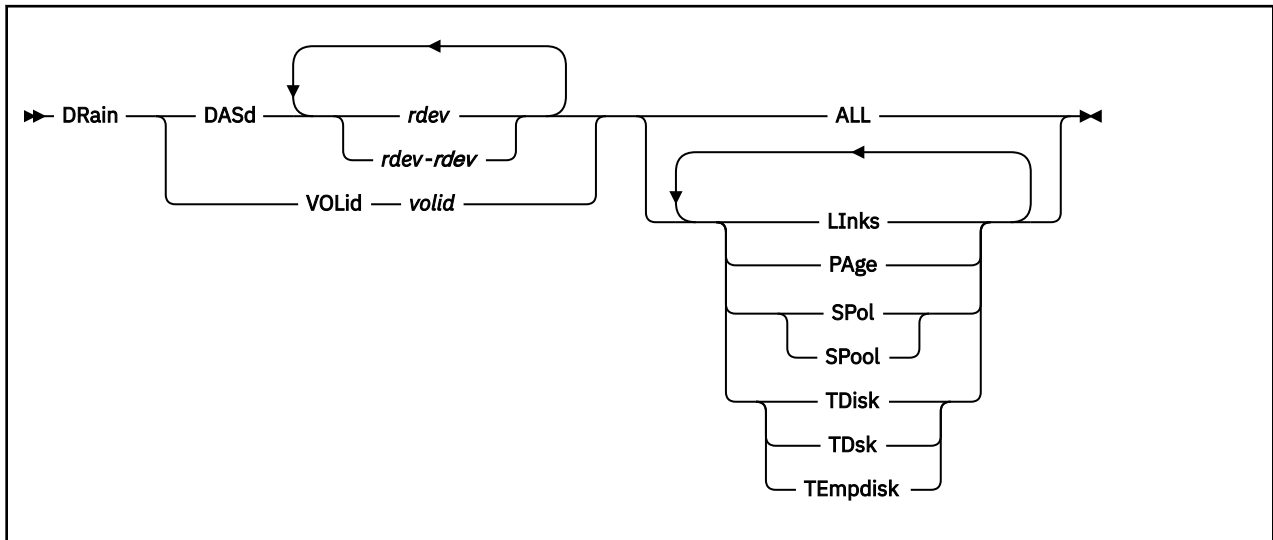 DRain DASd rdev ALL
rdev-rdev
VOLid volid
LInks
PAge
SPol
SPool
TDisk
TDsk
TEmpdisk